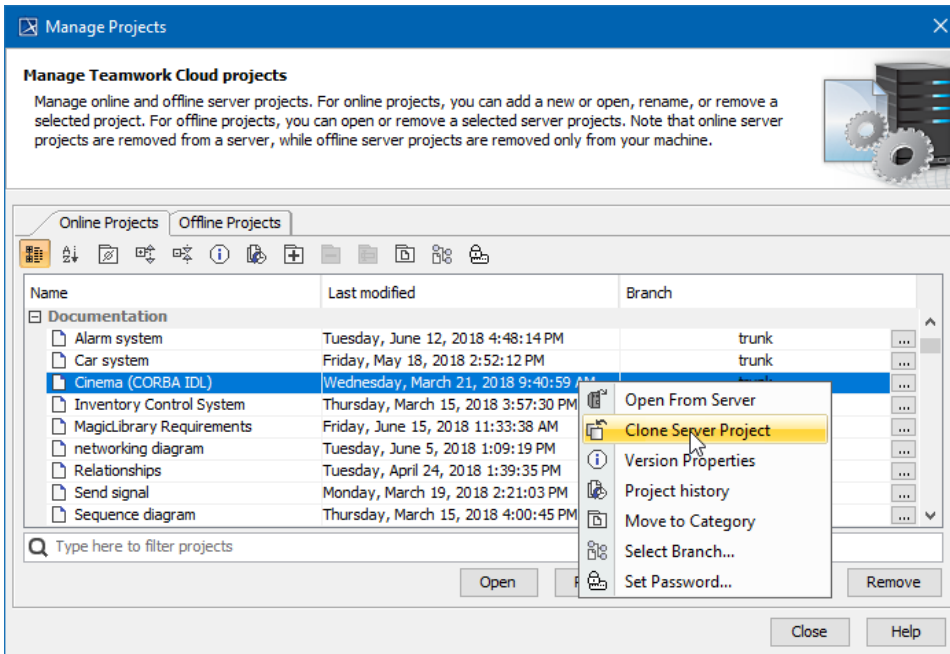 Manage Projects
Manage Teamwork Cloud projects
Manage online and offline server projects. For online projects, you can add a new or open, rename, or remove a
selected project. For offline projects, you can open or remove a selected server projects. Note that online server
projects are removed from a server, while offline server projects are removed only from your machine.
Online Projects Offline Projects
Name Last modified Branch
Documentation
Alarm system Tuesday, June 12, 2018 4:48:14 PM trunk ...
Car system Friday, May 18, 2018 2:52:12 PM trunk ...
Cinema (CORBA IDL) Wednesday, March 21, 2018 9:40:59 AM ...
Inventory Control System Thursday, March 15, 2018 3:57:30 PM ...
MagicLibrary Requirements Friday, June 15, 2018 11:33:38 AM ...
networking diagram Tuesday, June 5, 2018 1:09:19 PM ...
Relationships Tuesday, April 24, 2018 1:39:35 PM ...
Send signal Monday, March 19, 2018 2:21:03 PM ...
Sequence diagram Thursday, March 15, 2018 4:00:45 PM ...
Open From Server
Clone Server Project
Version Properties
Project history
Move to Category
Select Branch...
Set Password...
Type here to filter projects
Open Remove
Close Help